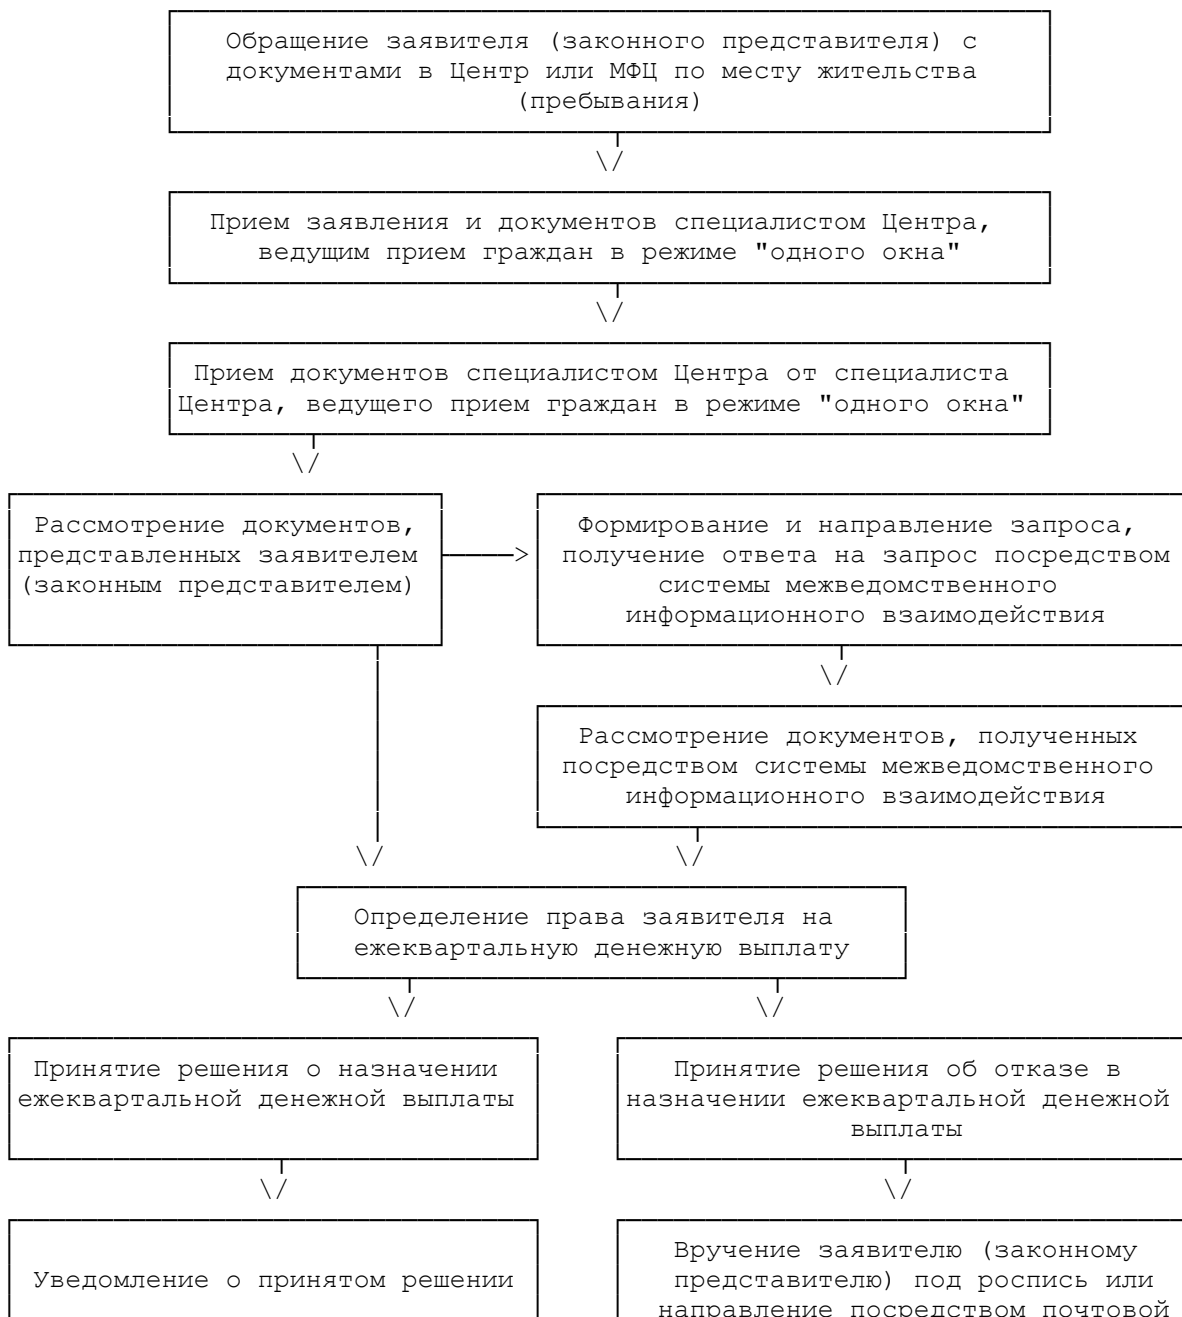 Обращение заявителя (законного представителя) с
документами в Центр или МФЦ по месту жительства
(пребывания)
Прием заявления и документов специалистом Центра,
ведущим прием граждан в режиме "одного окна"
Прием документов специалистом Центра от специалиста
Центра, ведущего прием граждан в режиме "одного окна"
Рассмотрение документов,
представленных заявителем
(законным представителем)
Формирование и направление запроса,
получение ответа на запрос посредством
системы межведомственного
информационного взаимодействия
Рассмотрение документов, полученных
посредством системы межведомственного
информационного взаимодействия
Определение права заявителя на
ежеквартальную денежную выплату
Принятие решения о назначении
ежеквартальной денежной выплаты
Принятие решения об отказе в
назначении ежеквартальной денежной
выплаты
Уведомление о принятом решении
Вручение заявителю (законному
представителю) под роспись или
направление посредством почтовой